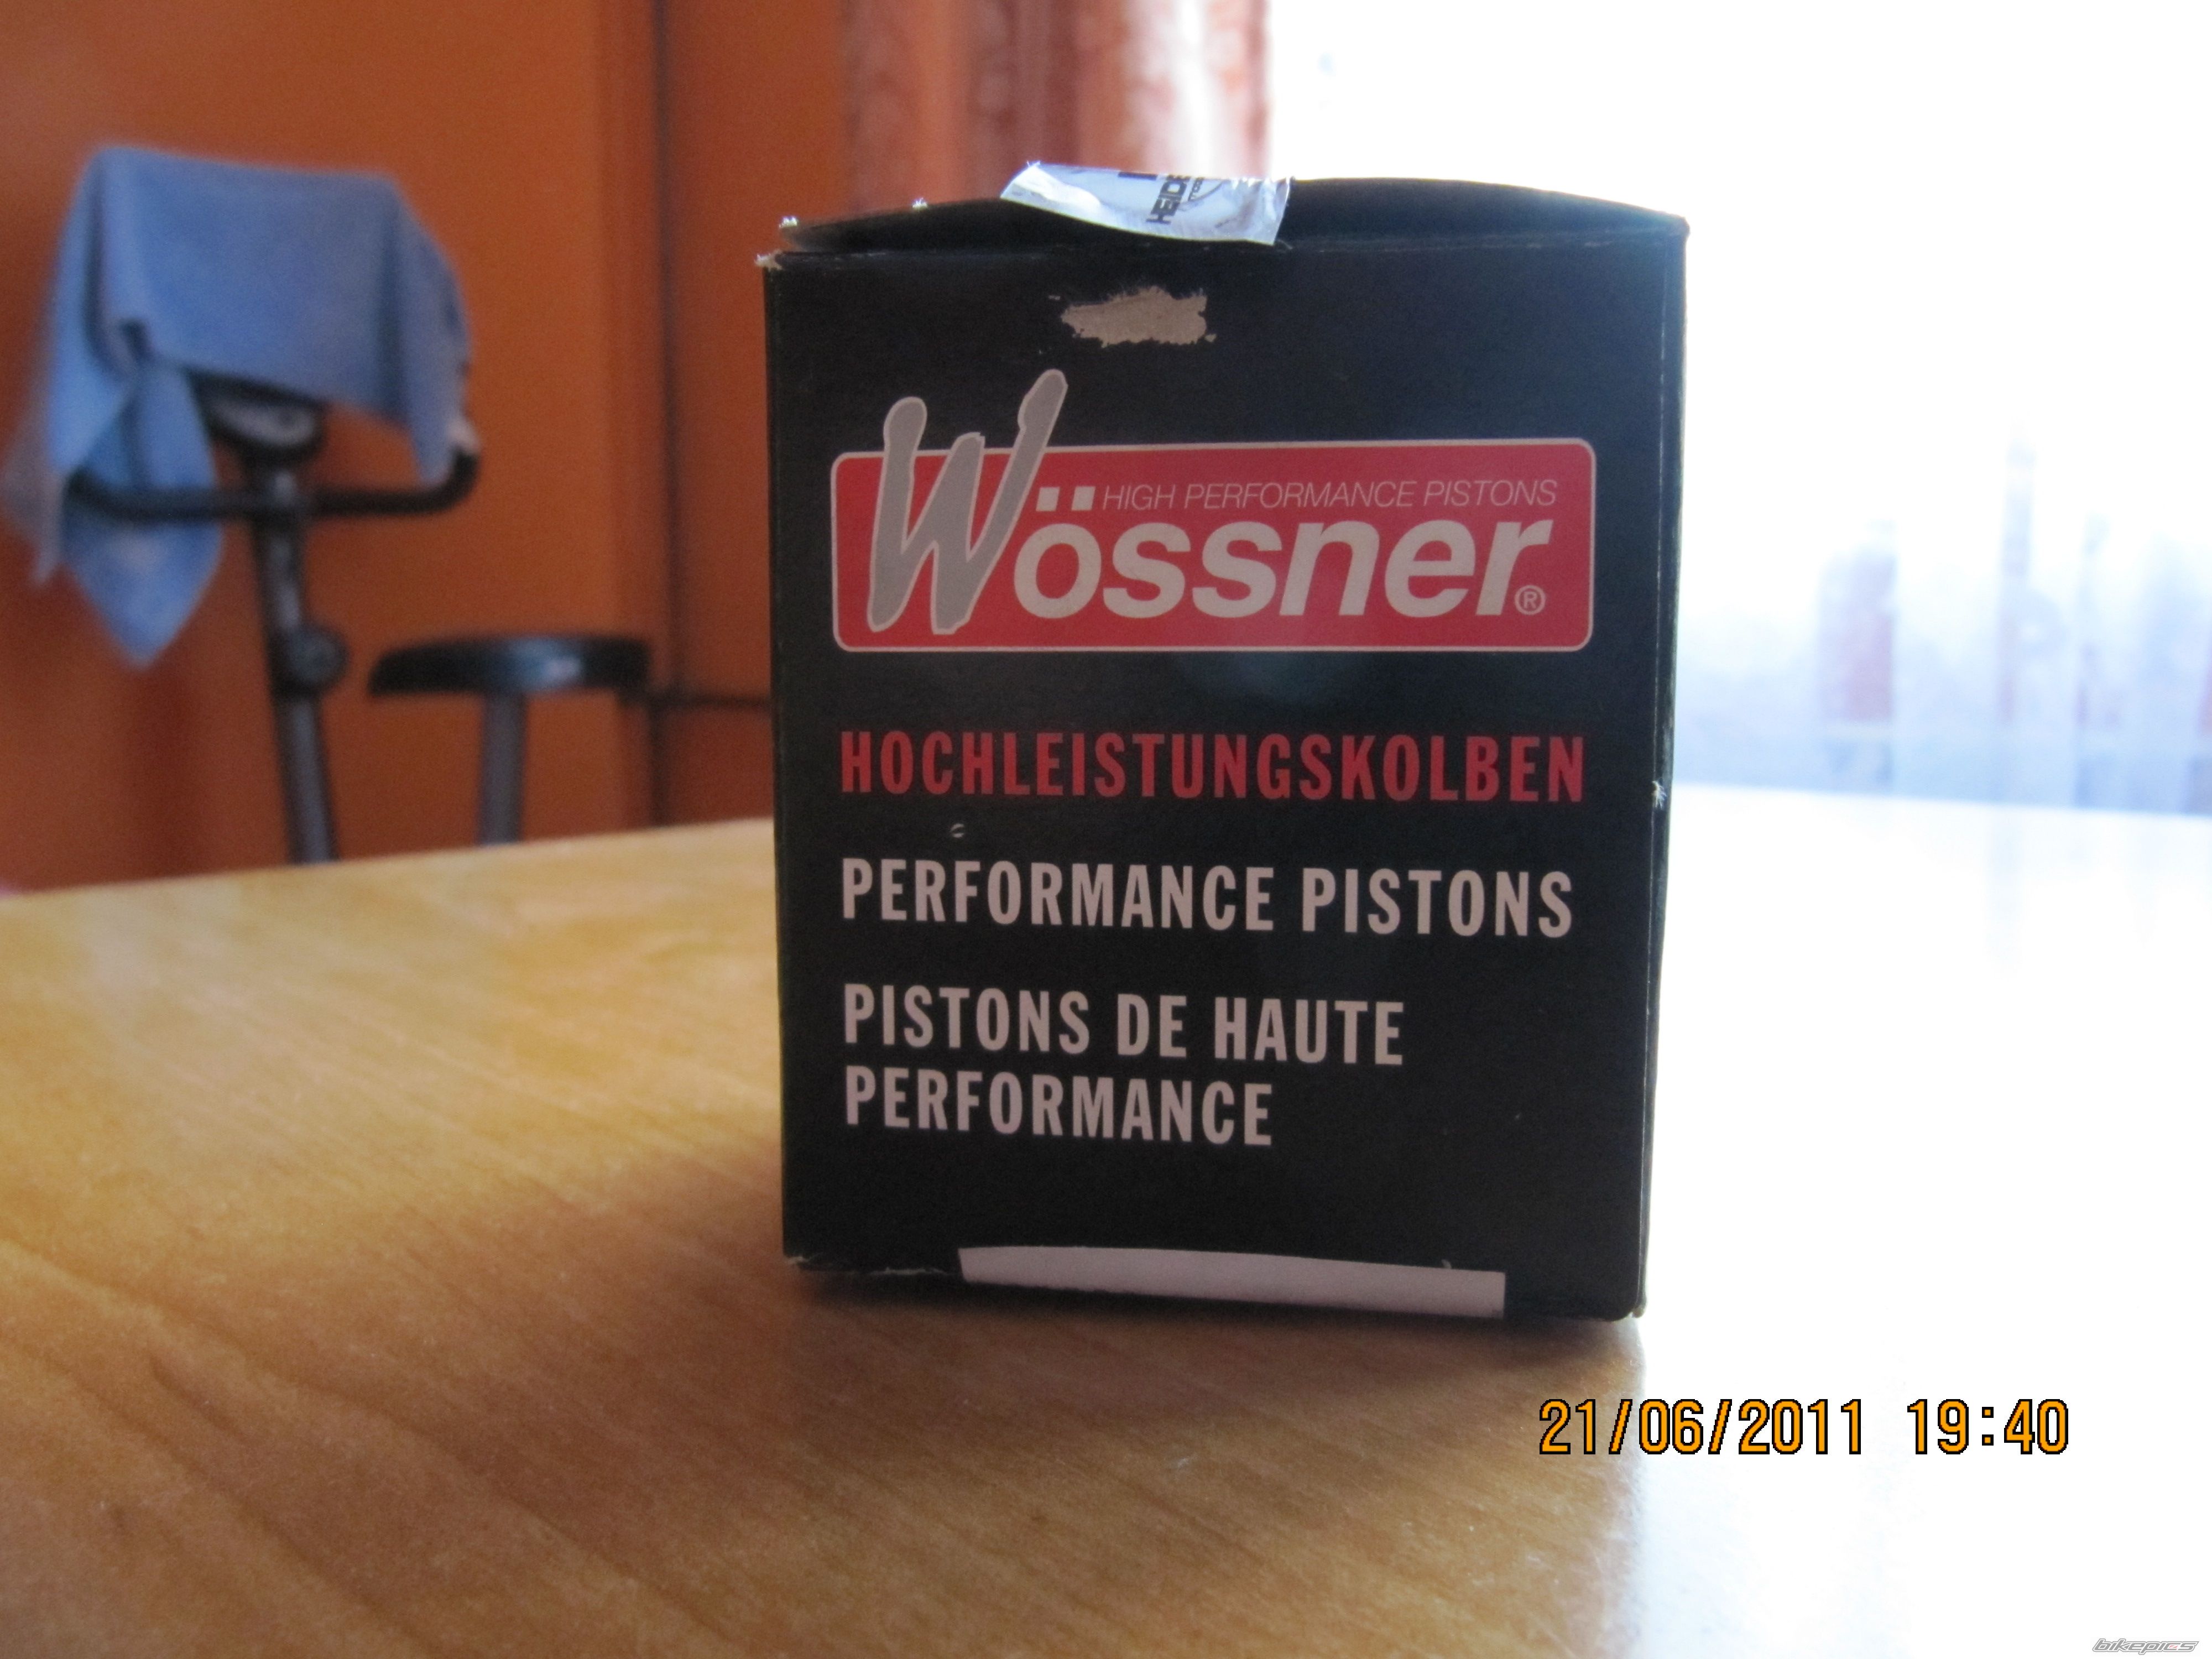 HIGH PERFORMANCE PISTONS
Wössner®
HOCHLEISTUNGSKOLBEN
PERFORMANCE PISTONS
PISTONS DE HAUTE
PERFORMANCE
21/06/2011 19:40
bikepics